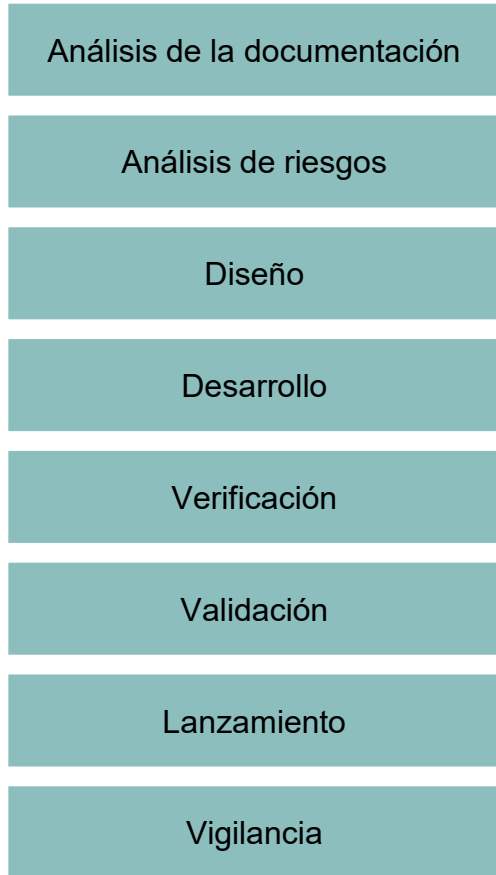 Análisis de la documentación
Análisis de riesgos
Diseño
Desarrollo
Verificación
Validación
Lanzamiento
Vigilancia